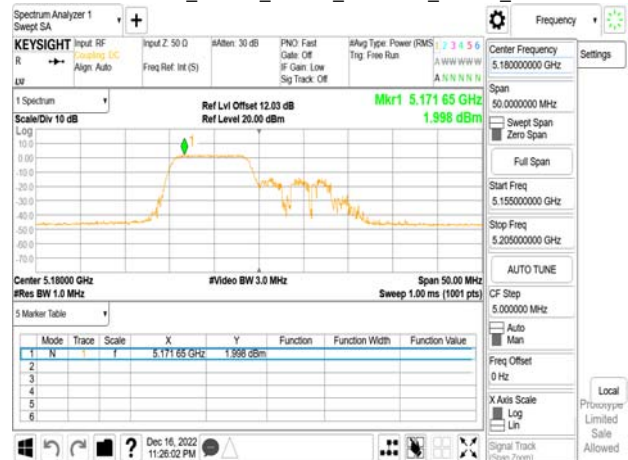 Spectrum Analyzer 1
Swept SA
Frequency
KEYSIGHT
Input: RF
Coupling: DC
Align: Auto
Input Z: 50 Ω
Freq Ref: Int (S)
#Atten: 30 dB
PNO: Fast
Gate: Off
IF Gain: Low
Sig Track: Off
#Avg Type: Power (RMS
Trig: Free Run
1 2 3 4 5 6
A W W W W W
A N N N N N
R
LV
1 Spectrum
Scale/Div 10 dB
Ref Lvl Offset 12.03 dB
Ref Level 20.00 dBm
Mkr1 5.171 65 GHz
1.998 dBm
Log
10.0
0.00
-10.0
-20.0
-30.0
-40.0
-50.0
-60.0
-70.0
1
Center 5.18000 GHz
#Res BW 1.0 MHz
#Video BW 3.0 MHz
Span 50.00 MHz
Sweep 1.00 ms (1001 pts)
5 Marker Table
Mode Trace Scale X Y Function Function Width Function Value
1 N 1 f 5.171 65 GHz 1.998 dBm
2
3
4
5
6
Dec 16, 2022
11:26:02 PM
Center Frequency
5.180000000 GHz
Settings
Span
50.0000000 MHz
Swept Span
Zero Span
Full Span
Start Freq
5.155000000 GHz
Stop Freq
5.205000000 GHz
AUTO TUNE
CF Step
5.000000 MHz
Auto
Man
Freq Offset
0 Hz
X Axis Scale
Log
Lin
Signal Track
(Span Zoom)
Local
Prototype
Limited
Sale
Allowed